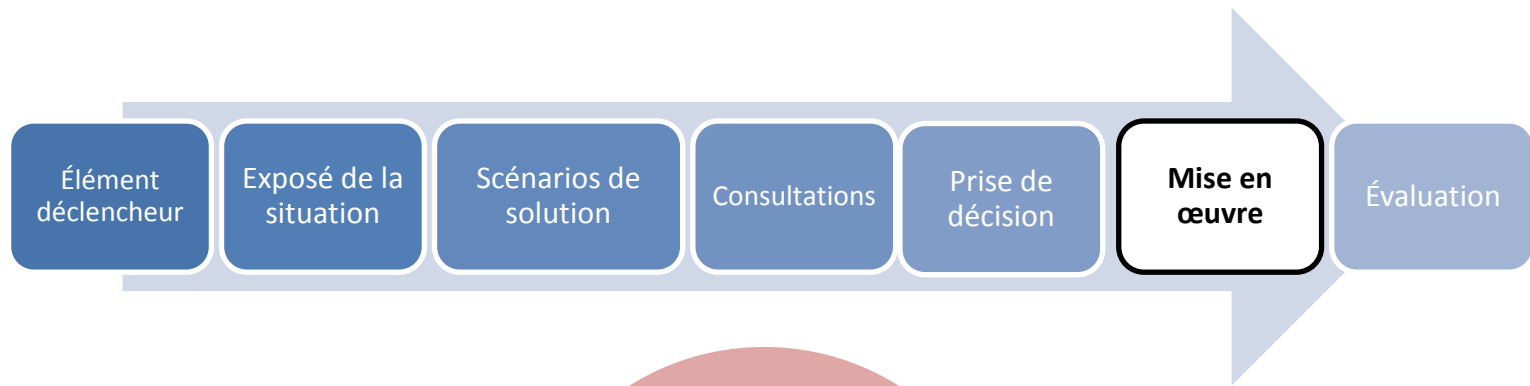 Élément
déclencheur
Exposé de la
situation
Scénarios de
solution
Consultations
Prise de
décision
Mise en
œuvre
Évaluation